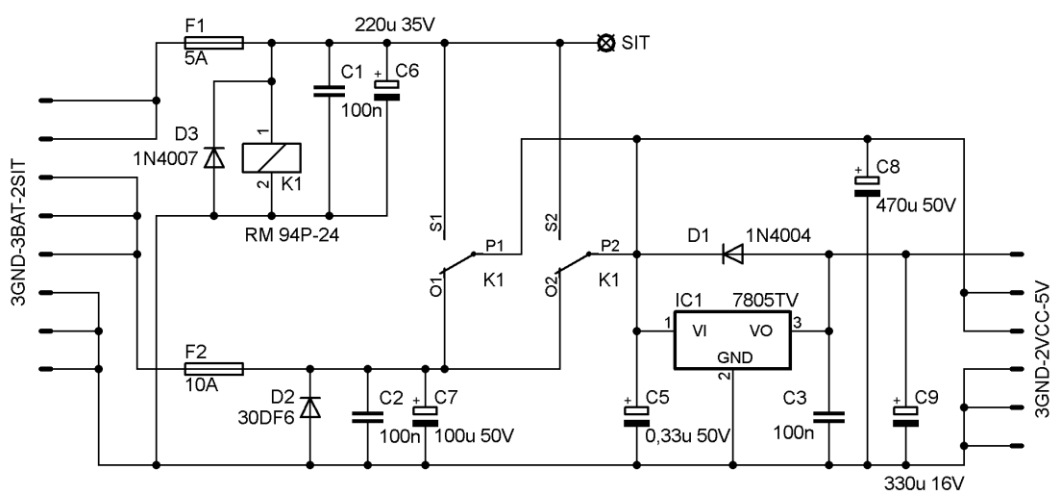 F1
5A
220u 35V
SIT
C1
100n
+
C6
D3
1N4007
1
2
K1
RM 94P-24
3GND-3BAT-2SIT
S1
S2
P1
K1
O1
P2
K1
O2
+
C8
470u 50V
D1
1N4004
IC1
7805TV
1
VI
VO
3
GND
2
3GND-2VCC-5V
F2
10A
D2
30DF6
C2
100n
+
C7
100u 50V
+
C5
0,33u 50V
C3
100n
+
C9
330u 16V